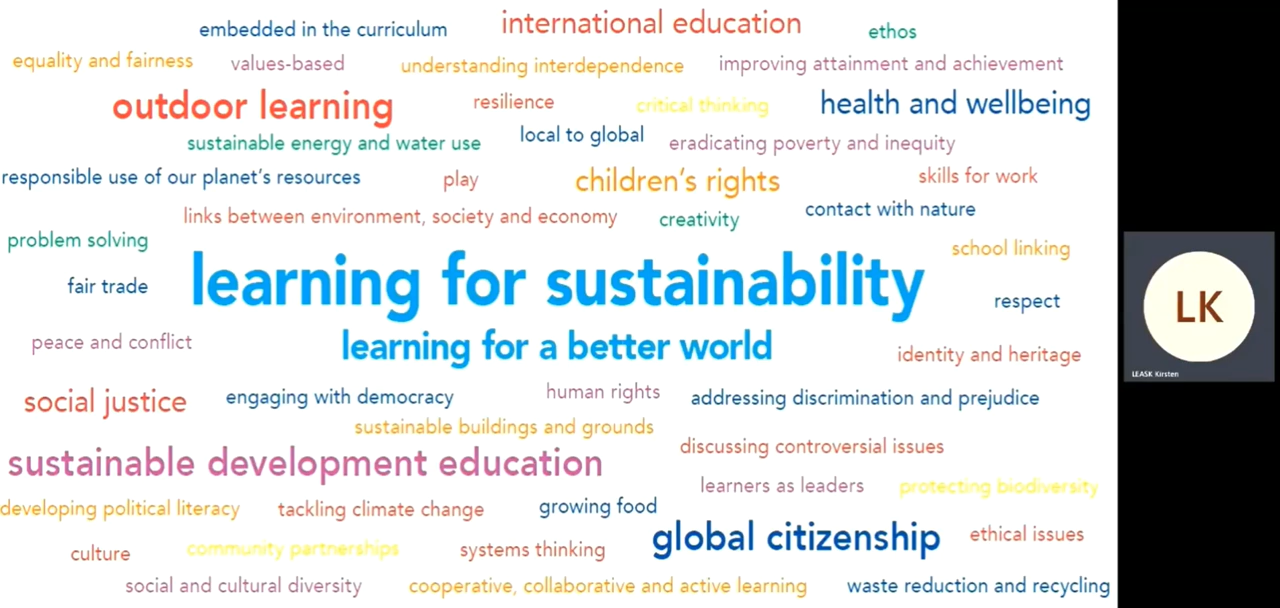 embedded in the curriculum
international education
ethos
equality and fairness
values-based
understanding interdependence
improving attainment and achievement
outdoor learning
resilience
critical thinking
health and wellbeing
sustainable energy and water use
local to global
eradicating poverty and inequity
responsible use of our planet's resources
play
children's rights
skills for work
links between environment, society and economy
creativity
contact with nature
problem solving
school linking
learning for sustainability
fair trade
respect
peace and conflict
learning for a better world
identity and heritage
social justice
engaging with democracy
human rights
addressing discrimination and prejudice
sustainable buildings and grounds
discussing controversial issues
sustainable development education
learners as leaders
protecting biodiversity
developing political literacy
tackling climate change
growing food
global citizenship
ethical issues
culture
community partnerships
systems thinking
social and cultural diversity
cooperative, collaborative and active learning
waste reduction and recycling
LK
LEASK Kirsten